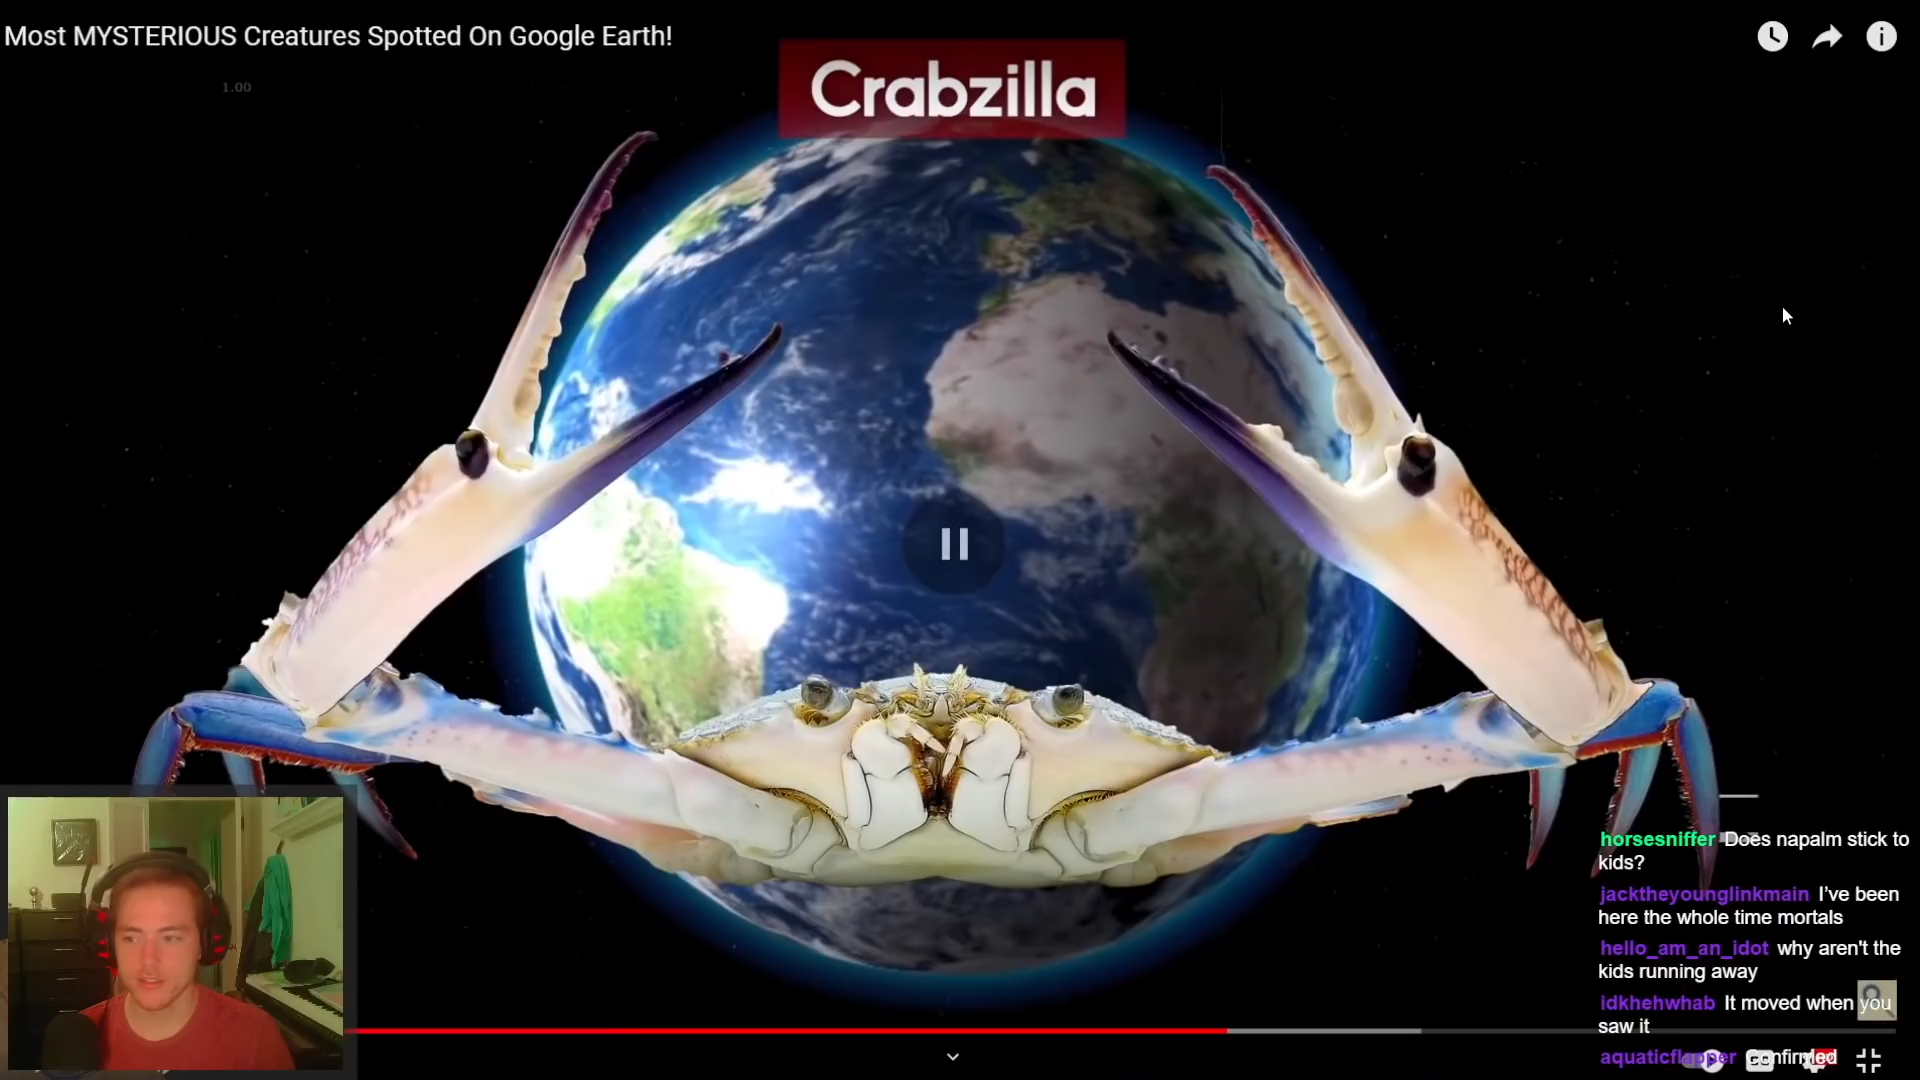 Most MYSTERIOUS Creatures Spotted On Google Earth!
Crabzilla
1.00
horsesniffer Does napalm stick to
kids?
jacktheyounglinkmain I've been
here the whole time mortals
hello_am_an_idot why aren't the
kids running away
idkhehwhab It moved when you
saw it
aquaticflapper Confirmed